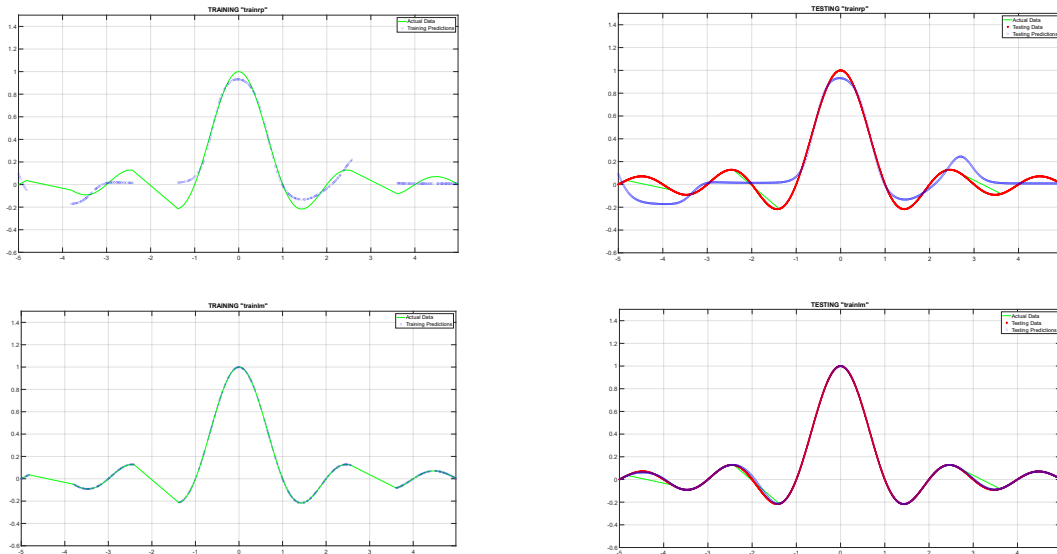 TRAINING "trainrp"
Actual Data
Training Predictions
1.4
1.2
1
0.8
0.6
0.4
0.2
0
-0.2
-0.4
-0.6
-5 -4 -3 -2 -1 0 1 2 3 4
TESTING "trainrp"
Actual Data
Testing Data
Testing Predictions
1.4
1.2
1
0.8
0.6
0.4
0.2
0
-0.2
-0.4
-0.6
-5 -4 -3 -2 -1 0 1 2 3 4
TRAINING "trainlm"
Actual Data
Training Predictions
1.4
1.2
1
0.8
0.6
0.4
0.2
0
-0.2
-0.4
-0.6
-5 -4 -3 -2 -1 0 1 2 3 4
TESTING "trainlm"
Actual Data
Testing Data
Testing Predictions
1.4
1.2
1
0.8
0.6
0.4
0.2
0
-0.2
-0.4
-0.6
-5 -4 -3 -2 -1 0 1 2 3 4